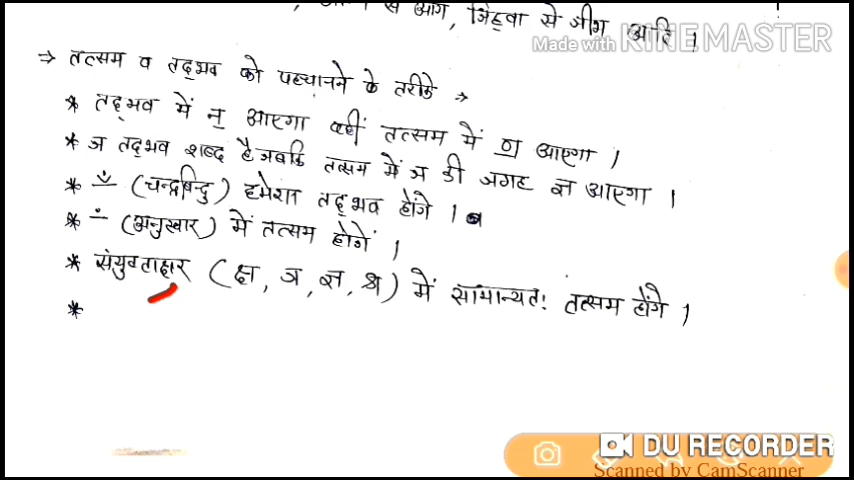 से आग, जिह्वा से जीभ आदि ।
Made with KINEMASTER
⇒ तत्सम व तद्भव को पहचानने के तरीके →
* तद्भव में न् आएगा वहीं तत्सम में ण आएगा ।
* ज तद्भव शब्द है जबकि तत्सम में ज की जगह ज्ञ आएगा ।
* ँ (चन्द्रबिन्दु) हमेशा तद्भव होंगे ।
* ं (अनुस्वार) में तत्सम होगें ।
* संयुक्ताक्षर (क्ष, त्र, ज्ञ, श्र) में सामान्यतः तत्सम होंगे ।
*
DU RECORDER
Scanned by CamScanner